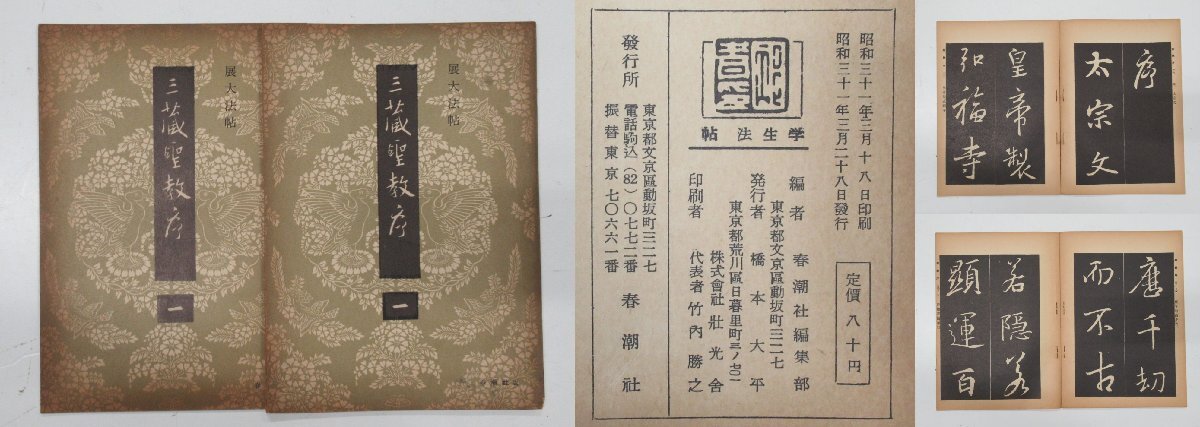 展大法帖
三藏聖教序
一
展大法帖
三藏聖教序
一
昭和三十一年三月十八日印刷
昭和三十一年三月二十八日發行
定價 八十円
学生法帖
編者 春潮社編集部
東京都文京區動坂町三二七
発行者 橋本大平
東京都荒川區日暮里町三ノ七〇一
株式會社壯光舍
印刷者 代表者竹內勝之
發行所
東京都文京區動坂町三二七
電話駒込(82)〇七七二番
振替東京七〇六六一番
春潮社
序
太宗文
皇帝製
弘福寺
應千劫
而不古
若隱若
顯運百